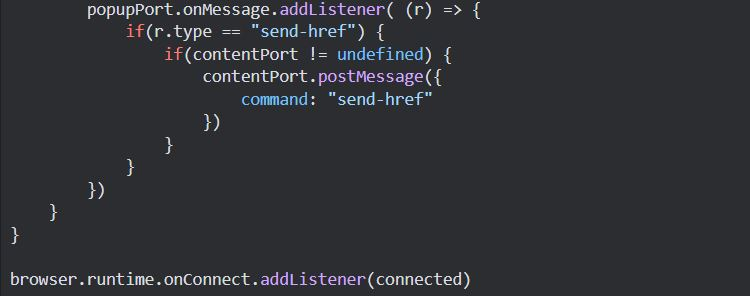 popupPort.onMessage.addListener( (r) => {
if(r.type == "send-href") {
if(contentPort != undefined) {
contentPort.postMessage({
command: "send-href"
})
}
}
})
}
}
browser.runtime.onConnect.addListener(connected)